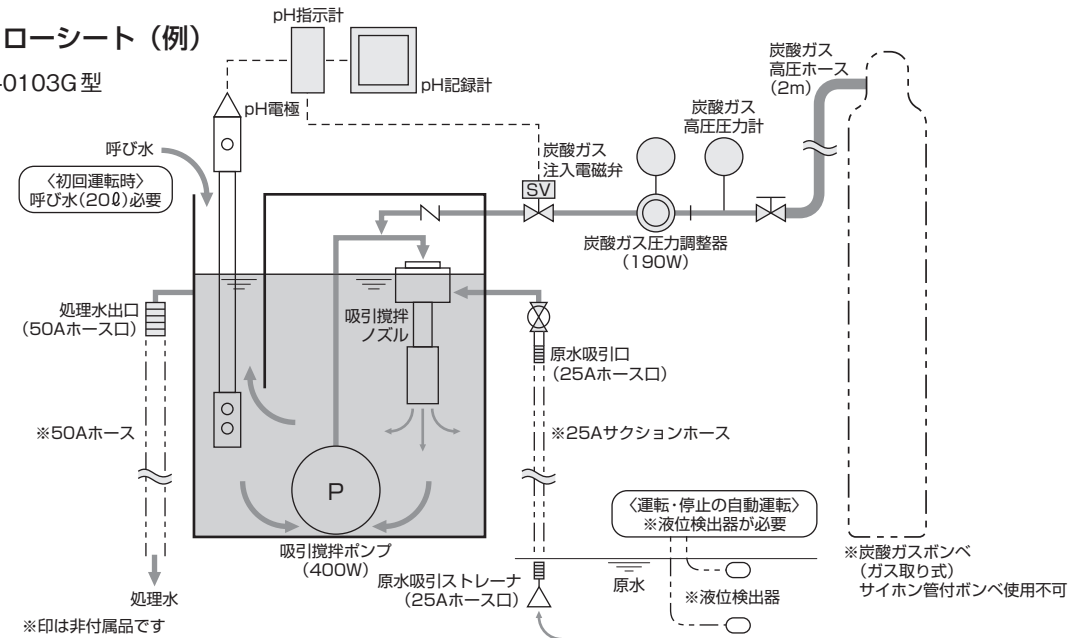 ローシート（例）
-0103G型
pH指示計
pH記録計
pH電極
呼び水
〈初回運転時〉
呼び水(20ℓ)必要
炭酸ガス
注入電磁弁
SV
炭酸ガス
高圧圧力計
炭酸ガス
高圧ホース
（2m）
炭酸ガス圧力調整器
（190W）
処理水出口
（50Aホース口）
吸引撹拌
ノズル
原水吸引口
（25Aホース口）
※50Aホース
※25Aサクションホース
P
吸引撹拌ポンプ
（400W）
〈運転・停止の自動運転〉
※液位検出器が必要
原水吸引ストレーナ
（25Aホース口）
原水
※液位検出器
※炭酸ガスボンベ
（ガス取り式）
サイホン管付ボンベ使用不可
処理水
※印は非付属品です